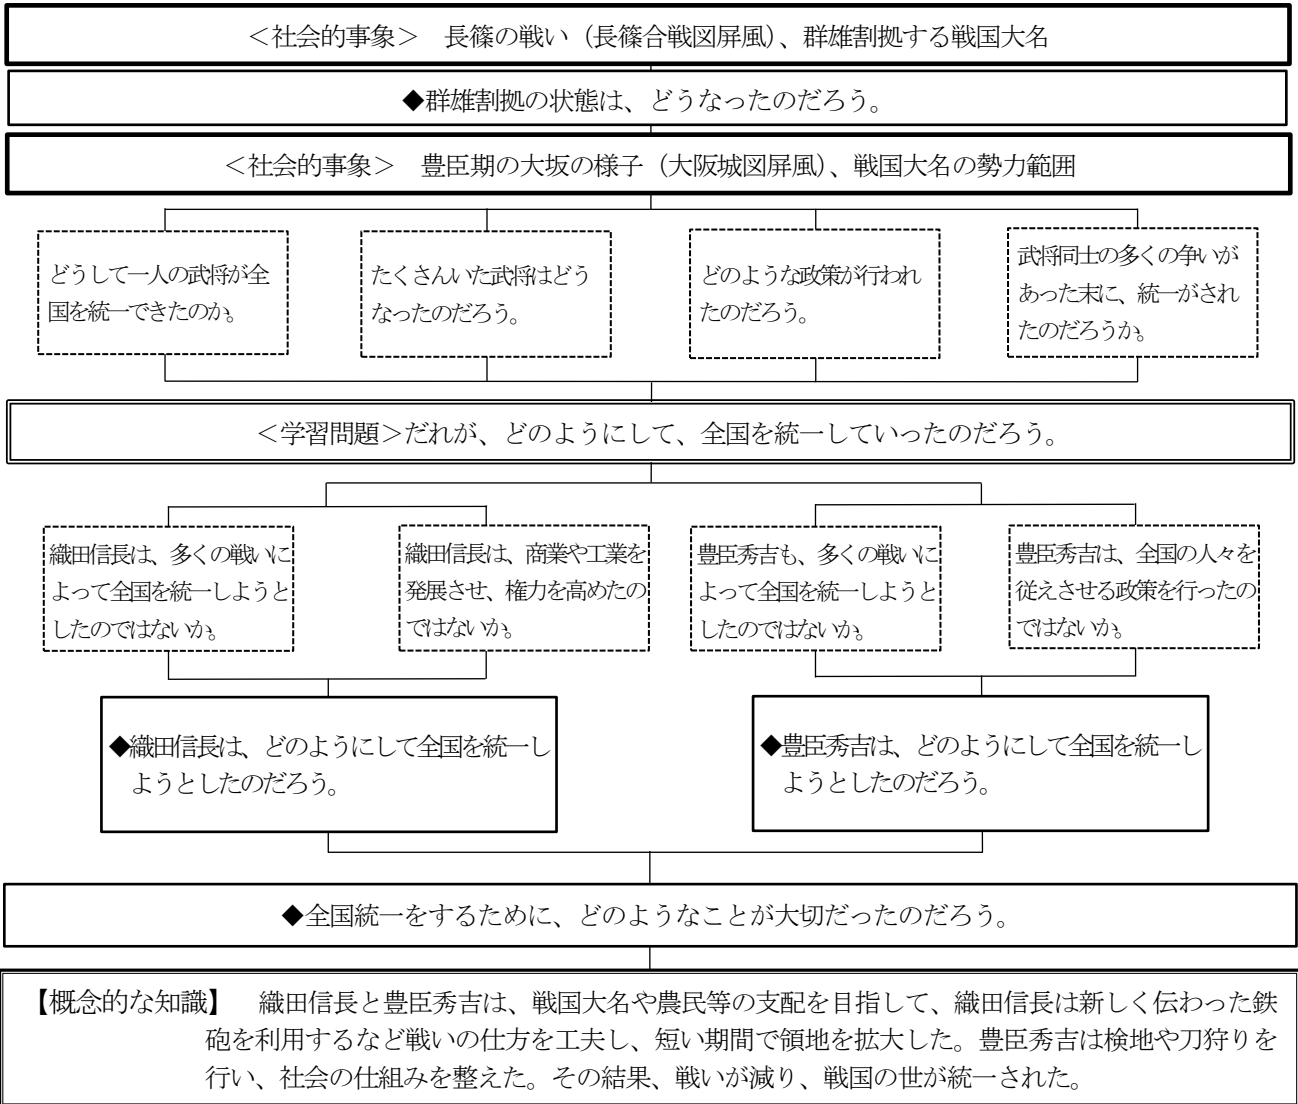 ＜社会的事象＞　長篠の戦い（長篠合戦図屏風）、群雄割拠する戦国大名
◆群雄割拠の状態は、どうなったのだろう。
＜社会的事象＞　豊臣期の大坂の様子（大阪城図屏風）、戦国大名の勢力範囲
どうして一人の武将が全
国を統一できたのか。
たくさんいた武将はどう
なったのだろう。
どのような政策が行われ
たのだろう。
武将同士の多くの争いが
あった末に、統一がされ
たのだろうか。
＜学習問題＞だれが、どのようにして、全国を統一していったのだろう。
織田信長は、多くの戦いに
よって全国を統一しようと
したのではないか。
織田信長は、商業や工業を
発展させ、権力を高めたの
ではないか。
豊臣秀吉も、多くの戦いに
よって全国を統一しようと
したのではないか。
豊臣秀吉は、全国の人々を
従えさせる政策を行ったの
ではないか。
◆織田信長は、どのようにして全国を統一し
ようとしたのだろう。
◆豊臣秀吉は、どのようにして全国を統一し
ようとしたのだろう。
◆全国統一をするために、どのようなことが大切だったのだろう。
【概念的な知識】　織田信長と豊臣秀吉は、戦国大名や農民等の支配を目指して、織田信長は新しく伝わった鉄
砲を利用するなど戦いの仕方を工夫し、短い期間で領地を拡大した。豊臣秀吉は検地や刀狩りを
行い、社会の仕組みを整えた。その結果、戦いが減り、戦国の世が統一された。